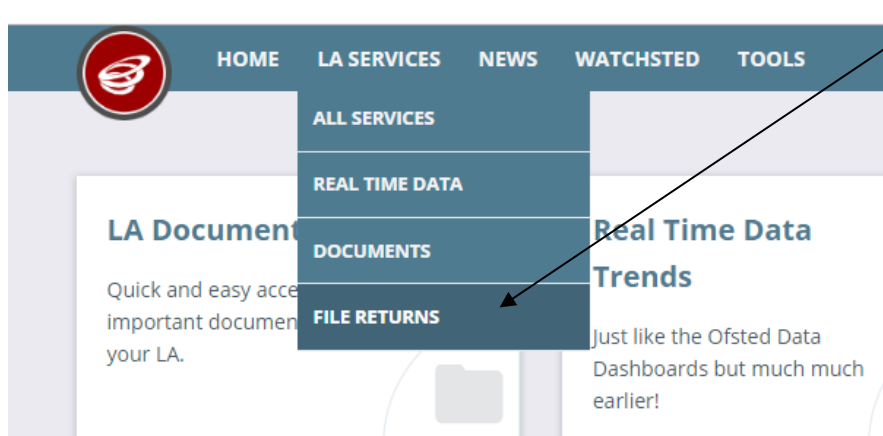 HOME LA SERVICES NEWS WATCHSTED TOOLS
ALL SERVICES
REAL TIME DATA
DOCUMENTS
FILE RETURNS
LA Document
Quick and easy acce
important documen
your LA.
Real Time Data
Trends
Just like the Ofsted Data
Dashboards but much much
earlier!